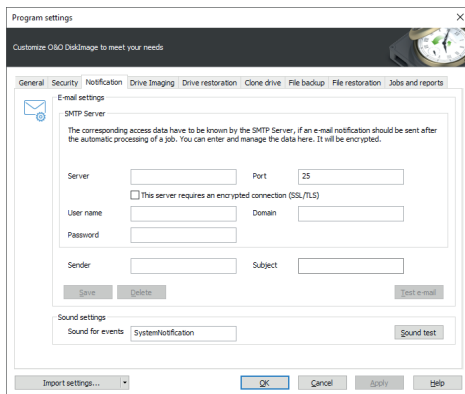 Program settings
Customize O&O DiskImage to meet your needs
General Security Notification Drive Imaging Drive restoration Clone drive File backup File restoration Jobs and reports
E-mail settings
SMTP Server
The corresponding access data have to be known by the SMTP Server, if an e-mail notification should be sent after
the automatic processing of a job. You can enter and manage the data here. It will be encrypted.
Server Port 25
This server requires an encrypted connection (SSL/TLS)
User name Domain
Password
Sender Subject
Save Delete Test e-mail
Sound settings
Sound for events SystemNotification Sound test
Import settings... OK Cancel Apply Help